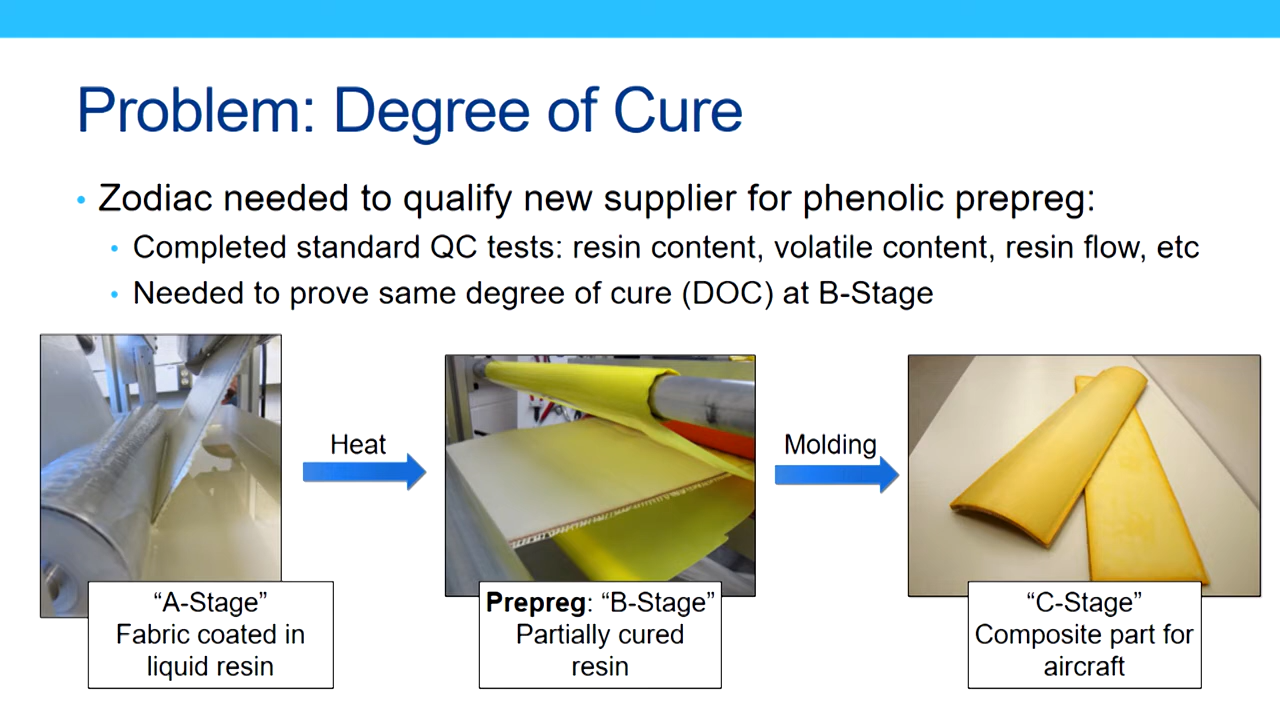 Problem: Degree of Cure
• Zodiac needed to qualify new supplier for phenolic prepreg:
• Completed standard QC tests: resin content, volatile content, resin flow, etc
• Needed to prove same degree of cure (DOC) at B-Stage
Heat
Molding
“A-Stage”
Fabric coated in
liquid resin
Prepreg: “B-Stage”
Partially cured
resin
“C-Stage”
Composite part for
aircraft